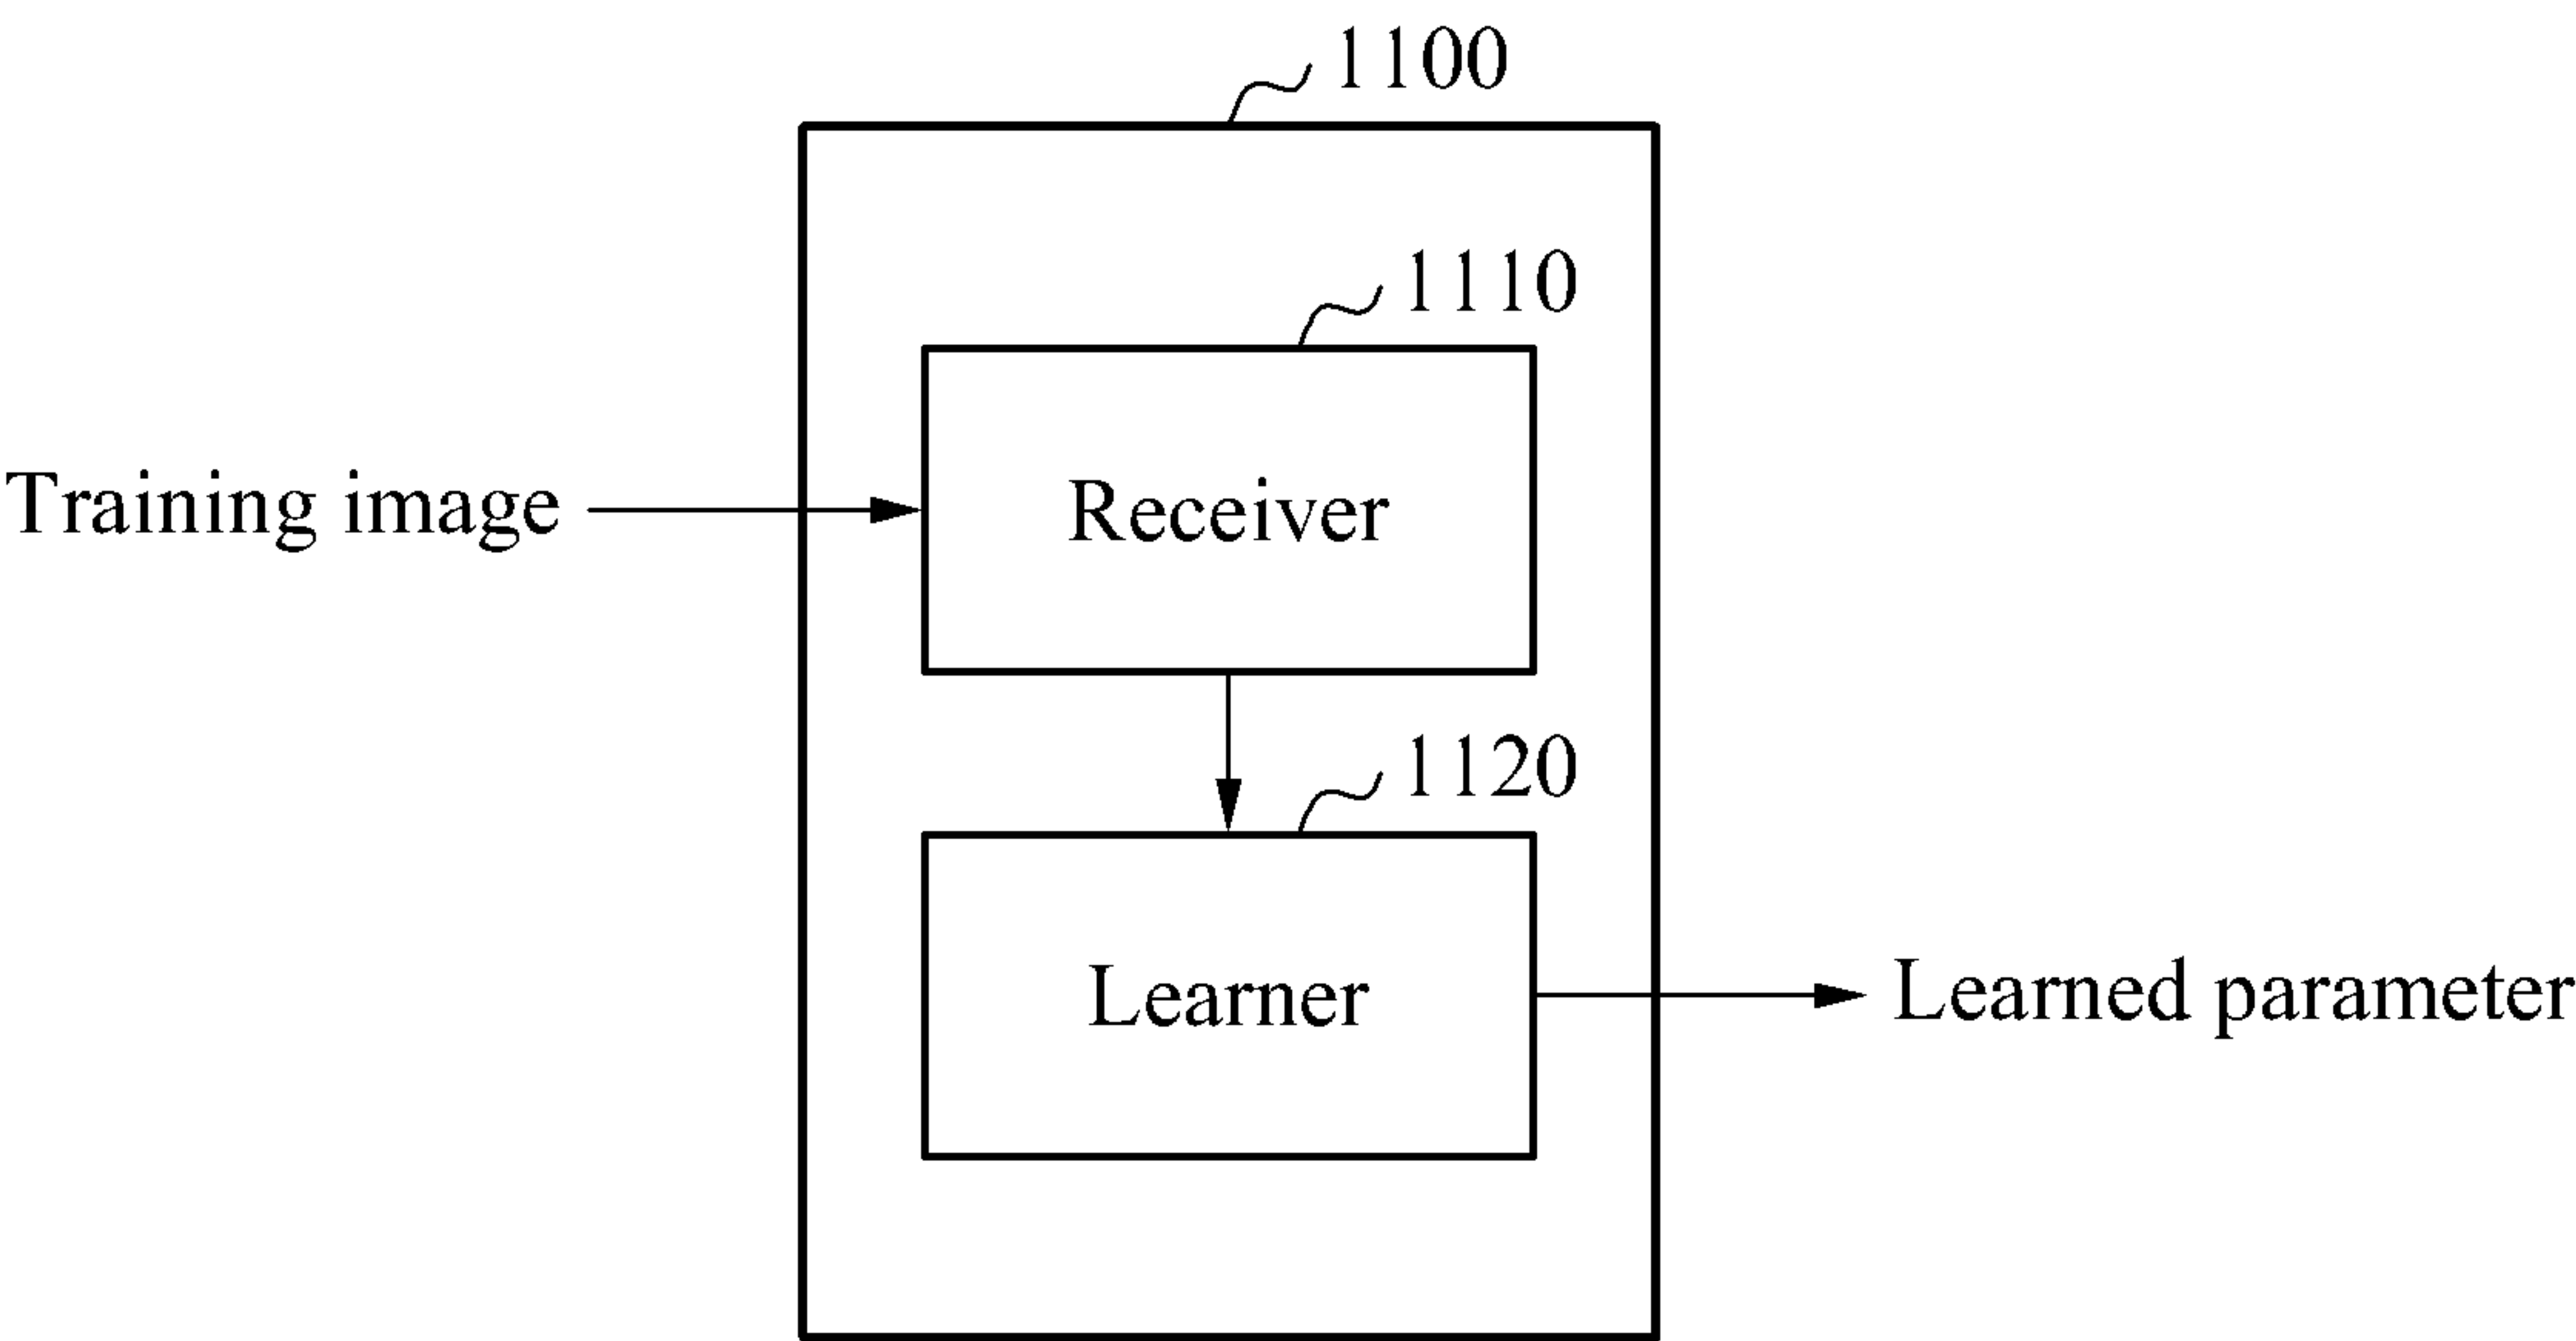 1100
1110
Training image
Receiver
1120
Learner
Learned parameter